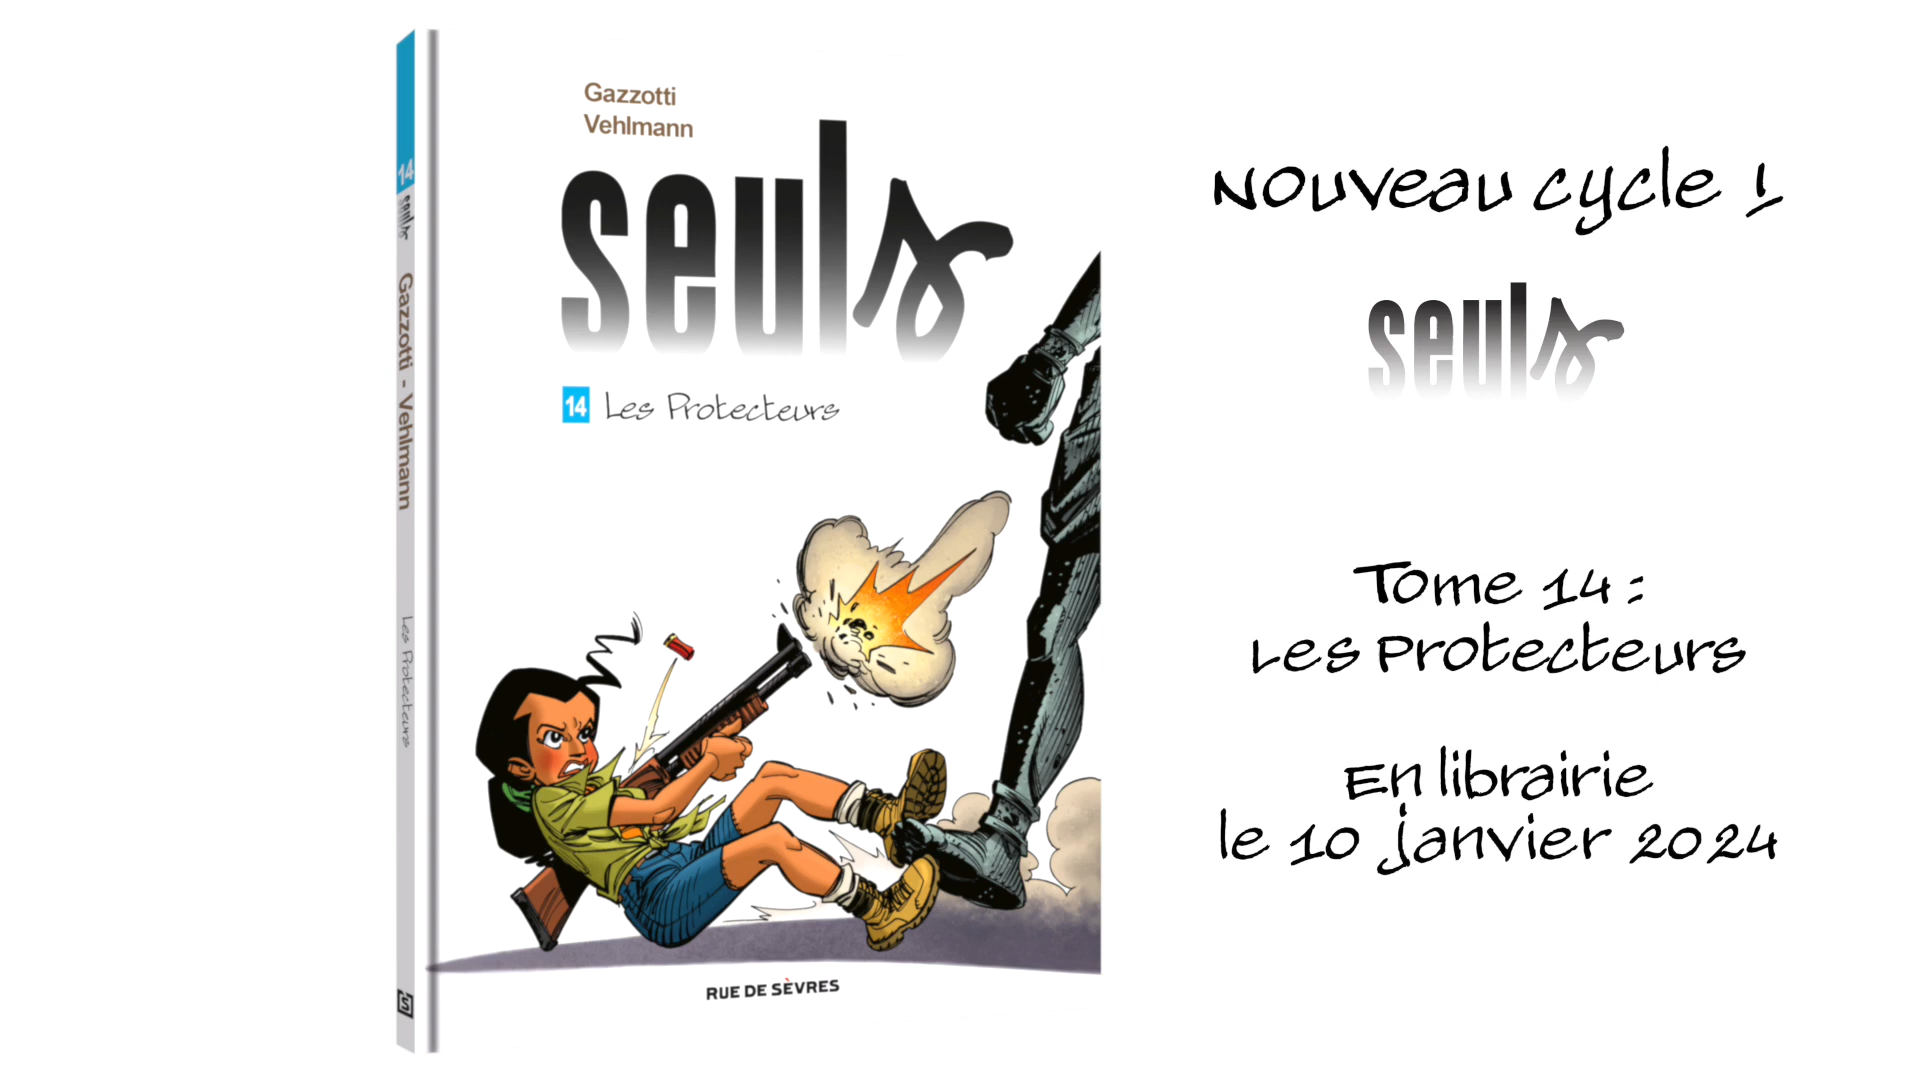 14
seuls
Gazzotti - Vehlmann
Les Protecteurs
Gazzotti
Vehlmann
seuls
14 Les Protecteurs
RUE DE SÈVRES
Nouveau cycle !
seuls
Tome 14 :
Les Protecteurs
En librairie
le 10 janvier 2024